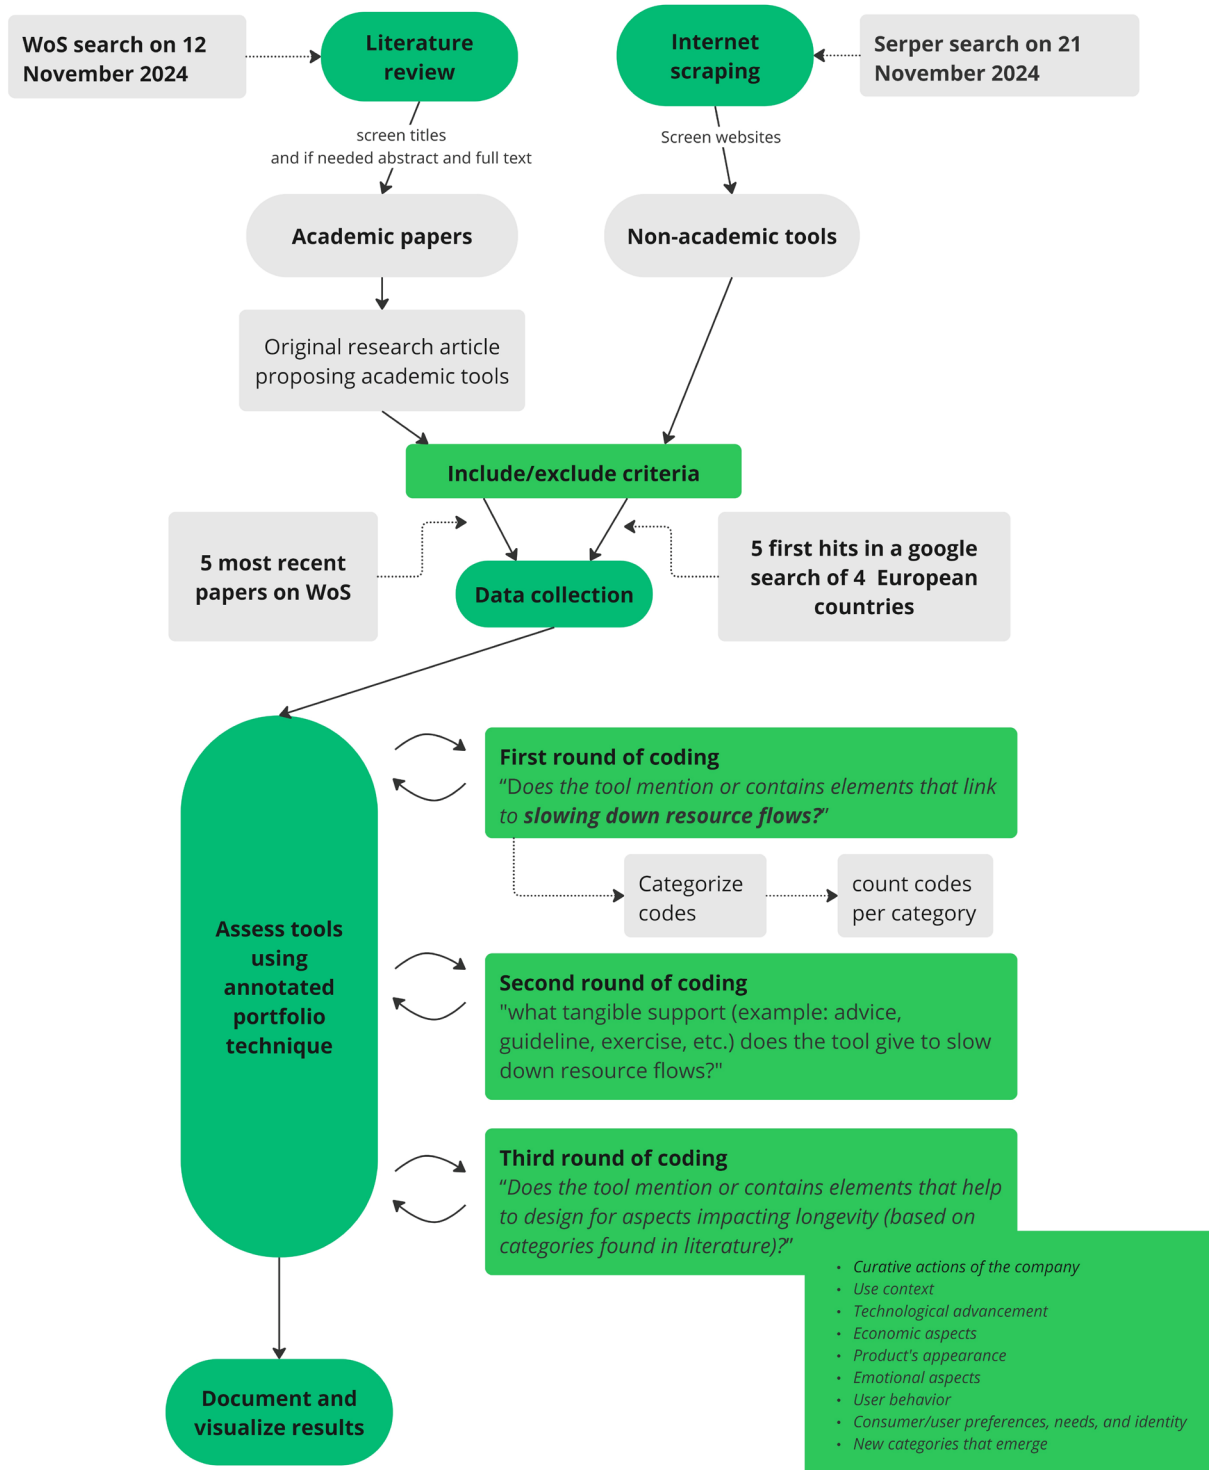 WoS search on 12
November 2024
Literature
review
Internet
scraping
Serper search on 21
November 2024
screen titles
and if needed abstract and full text
Screen websites
Academic papers
Non-academic tools
Original research article
proposing academic tools
Include/exclude criteria
5 most recent
papers on WoS
Data collection
5 first hits in a google
search of 4 European
countries
Assess tools
using
annotated
portfolio
technique
First round of coding
“Does the tool mention or contains elements that link
to slowing down resource flows?”
Categorize
codes
count codes
per category
Second round of coding
"what tangible support (example: advice,
guideline, exercise, etc.) does the tool give to slow
down resource flows?"
Third round of coding
“Does the tool mention or contains elements that help
to design for aspects impacting longevity (based on
categories found in literature)?”
• Curative actions of the company
• Use context
• Technological advancement
• Economic aspects
• Product's appearance
• Emotional aspects
• User behavior
• Consumer/user preferences, needs, and identity
• New categories that emerge
Document and
visualize results